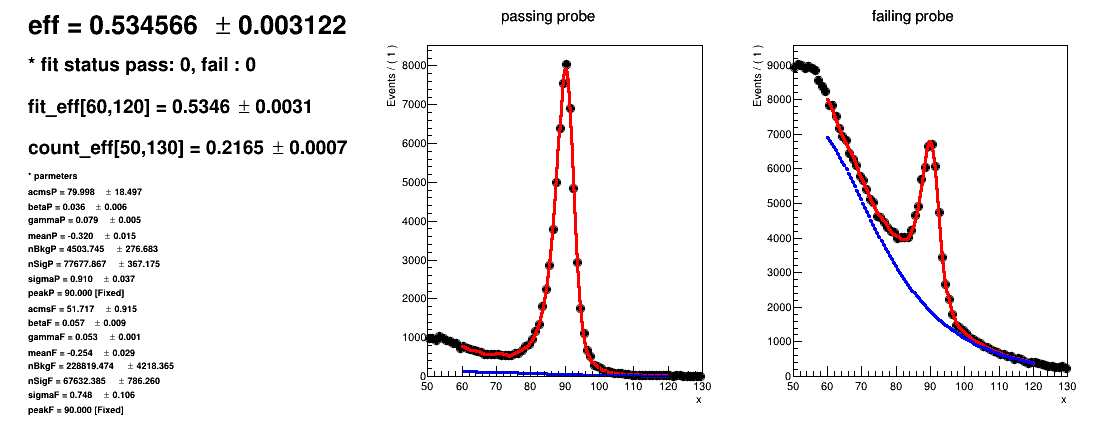 eff = 0.534566 ± 0.003122
* fit status pass: 0, fail : 0
fit_eff[60,120] = 0.5346 ± 0.0031
count_eff[50,130] = 0.2165 ± 0.0007
* parmeters
acmsP = 79.998 ± 18.497
betaP = 0.036 ± 0.006
gammaP = 0.079 ± 0.005
meanP = -0.320 ± 0.015
nBkgP = 4503.745 ± 276.683
nSigP = 77677.867 ± 367.175
sigmaP = 0.910 ± 0.037
peakP = 90.000 [Fixed]
acmsF = 51.717 ± 0.915
betaF = 0.057 ± 0.009
gammaF = 0.053 ± 0.001
meanF = -0.254 ± 0.029
nBkgF = 228819.474 ± 4218.365
nSigF = 67632.385 ± 786.260
sigmaF = 0.748 ± 0.106
peakF = 90.000 [Fixed]
passing probe
Events / ( 1 )
8000
7000
6000
5000
4000
3000
2000
1000
0
50 60 70 80 90 100 110 120 130
x
failing probe
Events / ( 1 )
9000
8000
7000
6000
5000
4000
3000
2000
1000
0
50 60 70 80 90 100 110 120 130
x